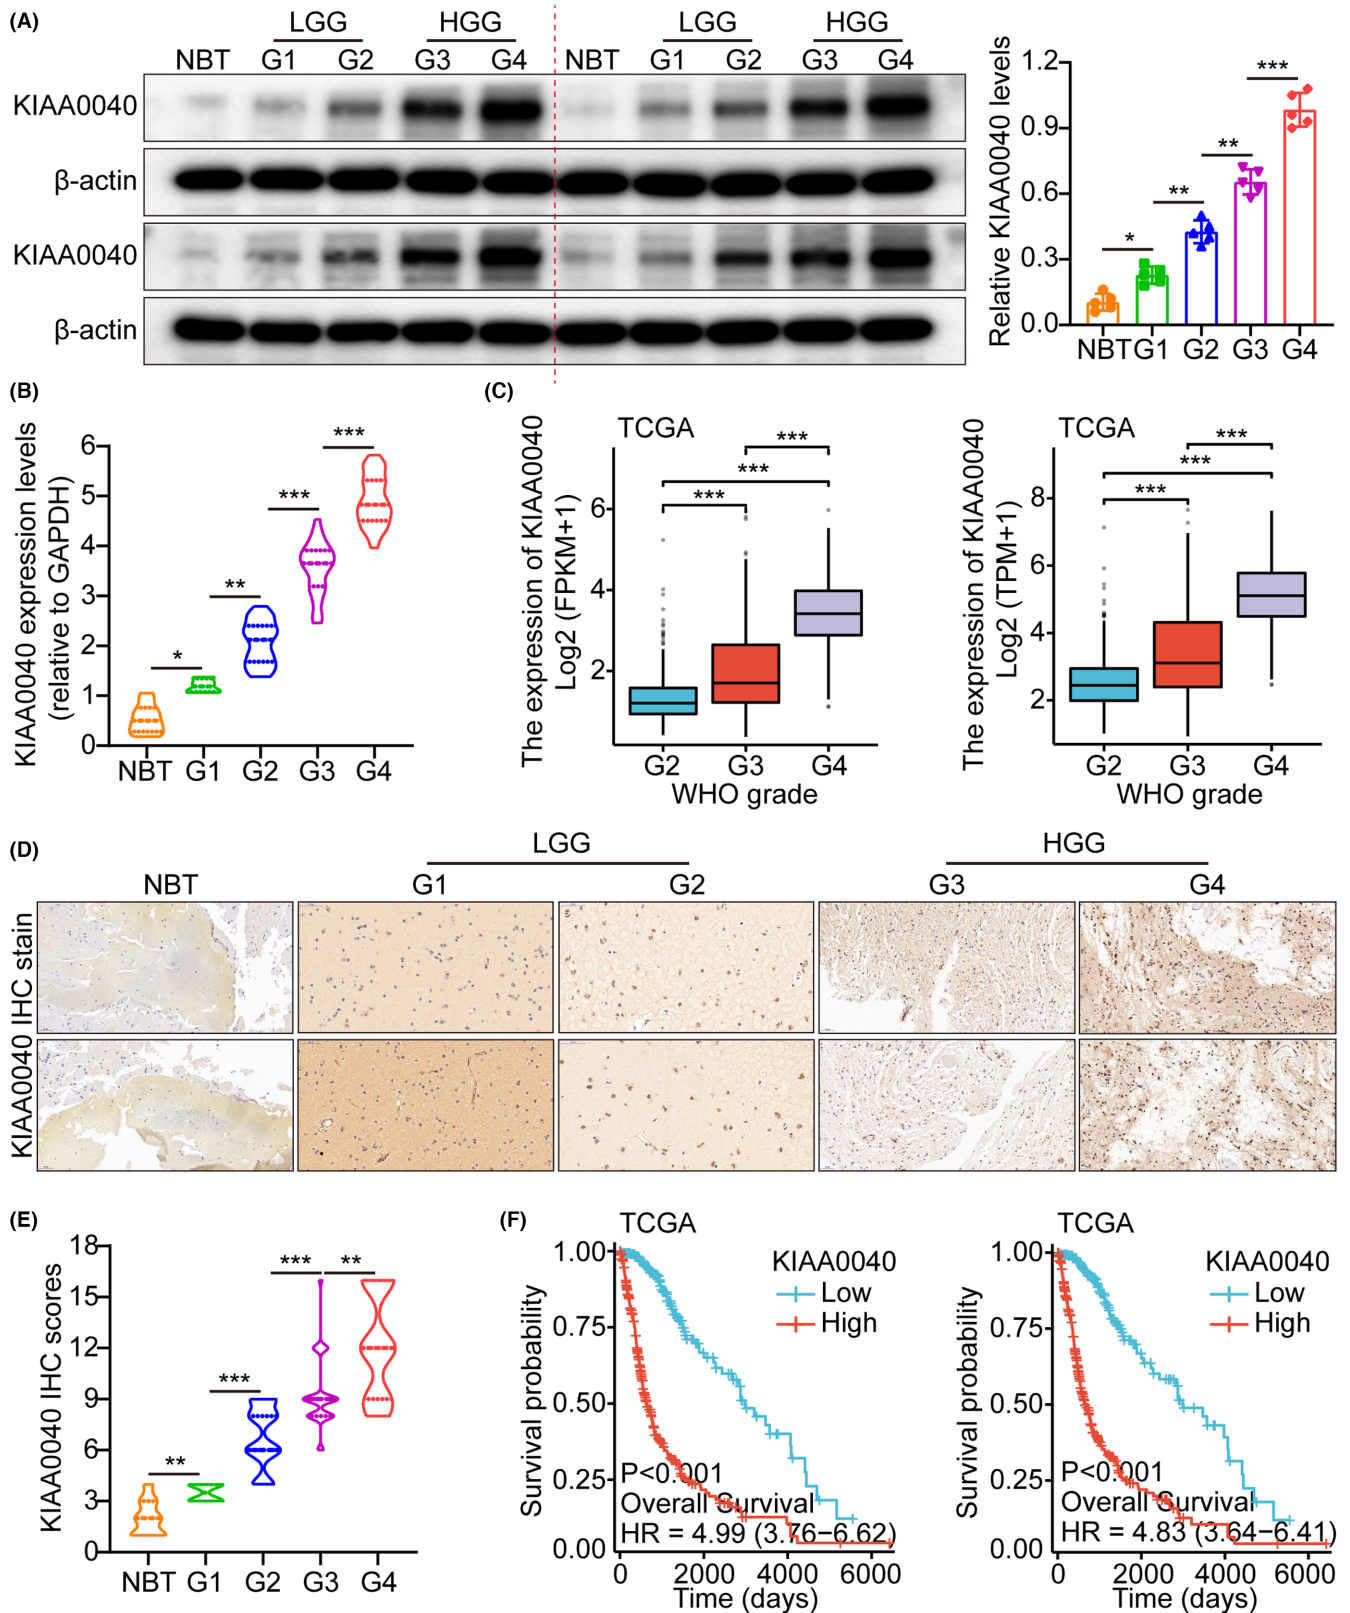 (A)
LGG HGG LGG HGG
NBT G1 G2 G3 G4 NBT G1 G2 G3 G4
KIAA0040
β-actin
KIAA0040
β-actin
Relative KIAA0040 levels
1.2
0.9
0.6
0.3
0.0
* ** ** ***
NBT G1 G2 G3 G4
(B)
KIAA0040 expression levels
(relative to GAPDH)
6
5
4
3
2
1
0
* ** *** ***
NBT G1 G2 G3 G4
(C)
TCGA
The expression of KIAA0040
Log2 (FPKM+1)
6
4
2
***
***
***
G2 G3 G4
WHO grade
TCGA
The expression of KIAA0040
Log2 (TPM+1)
8
6
4
2
***
***
***
G2 G3 G4
WHO grade
(D)
LGG HGG
NBT G1 G2 G3 G4
KIAA0040 IHC stain
(E)
KIAA0040 IHC scores
18
15
12
9
6
3
0
** *** *** **
NBT G1 G2 G3 G4
(F)
TCGA
Survival probability
1.00
0.75
0.50
0.25
0.00
KIAA0040
Low
High
P<0.001
Overall Survival
HR = 4.99 (3.76−6.62)
0 2000 4000 6000
Time (days)
TCGA
Survival probability
1.00
0.75
0.50
0.25
0.00
KIAA0040
Low
High
P<0.001
Overall Survival
HR = 4.83 (3.64−6.41)
0 2000 4000 6000
Time (days)